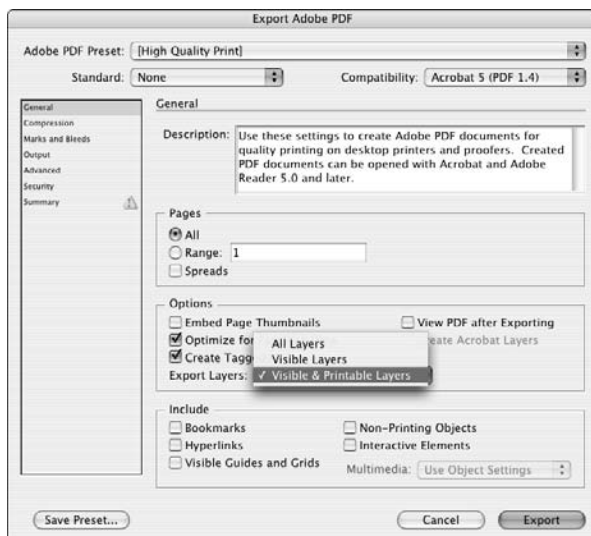 Export Adobe PDF
Adobe PDF Preset: [High Quality Print]
Standard: None
Compatibility: Acrobat 5 (PDF 1.4)
General
Compression
Marks and Bleeds
Output
Advanced
Security
Summary
General
Description: Use these settings to create Adobe PDF documents for
quality printing on desktop printers and proofers. Created
PDF documents can be opened with Acrobat and Adobe
Reader 5.0 and later.
Pages
All
Range: 1
Spreads
Options
Embed Page Thumbnails
View PDF after Exporting
Optimize for
Acrobat Layers
Create
All Layers
Visible Layers
Export Layers: ✓ Visible & Printable Layers
Include
Bookmarks
Non-Printing Objects
Hyperlinks
Interactive Elements
Visible Guides and Grids
Multimedia: Use Object Settings
Save Preset...
Cancel
Export